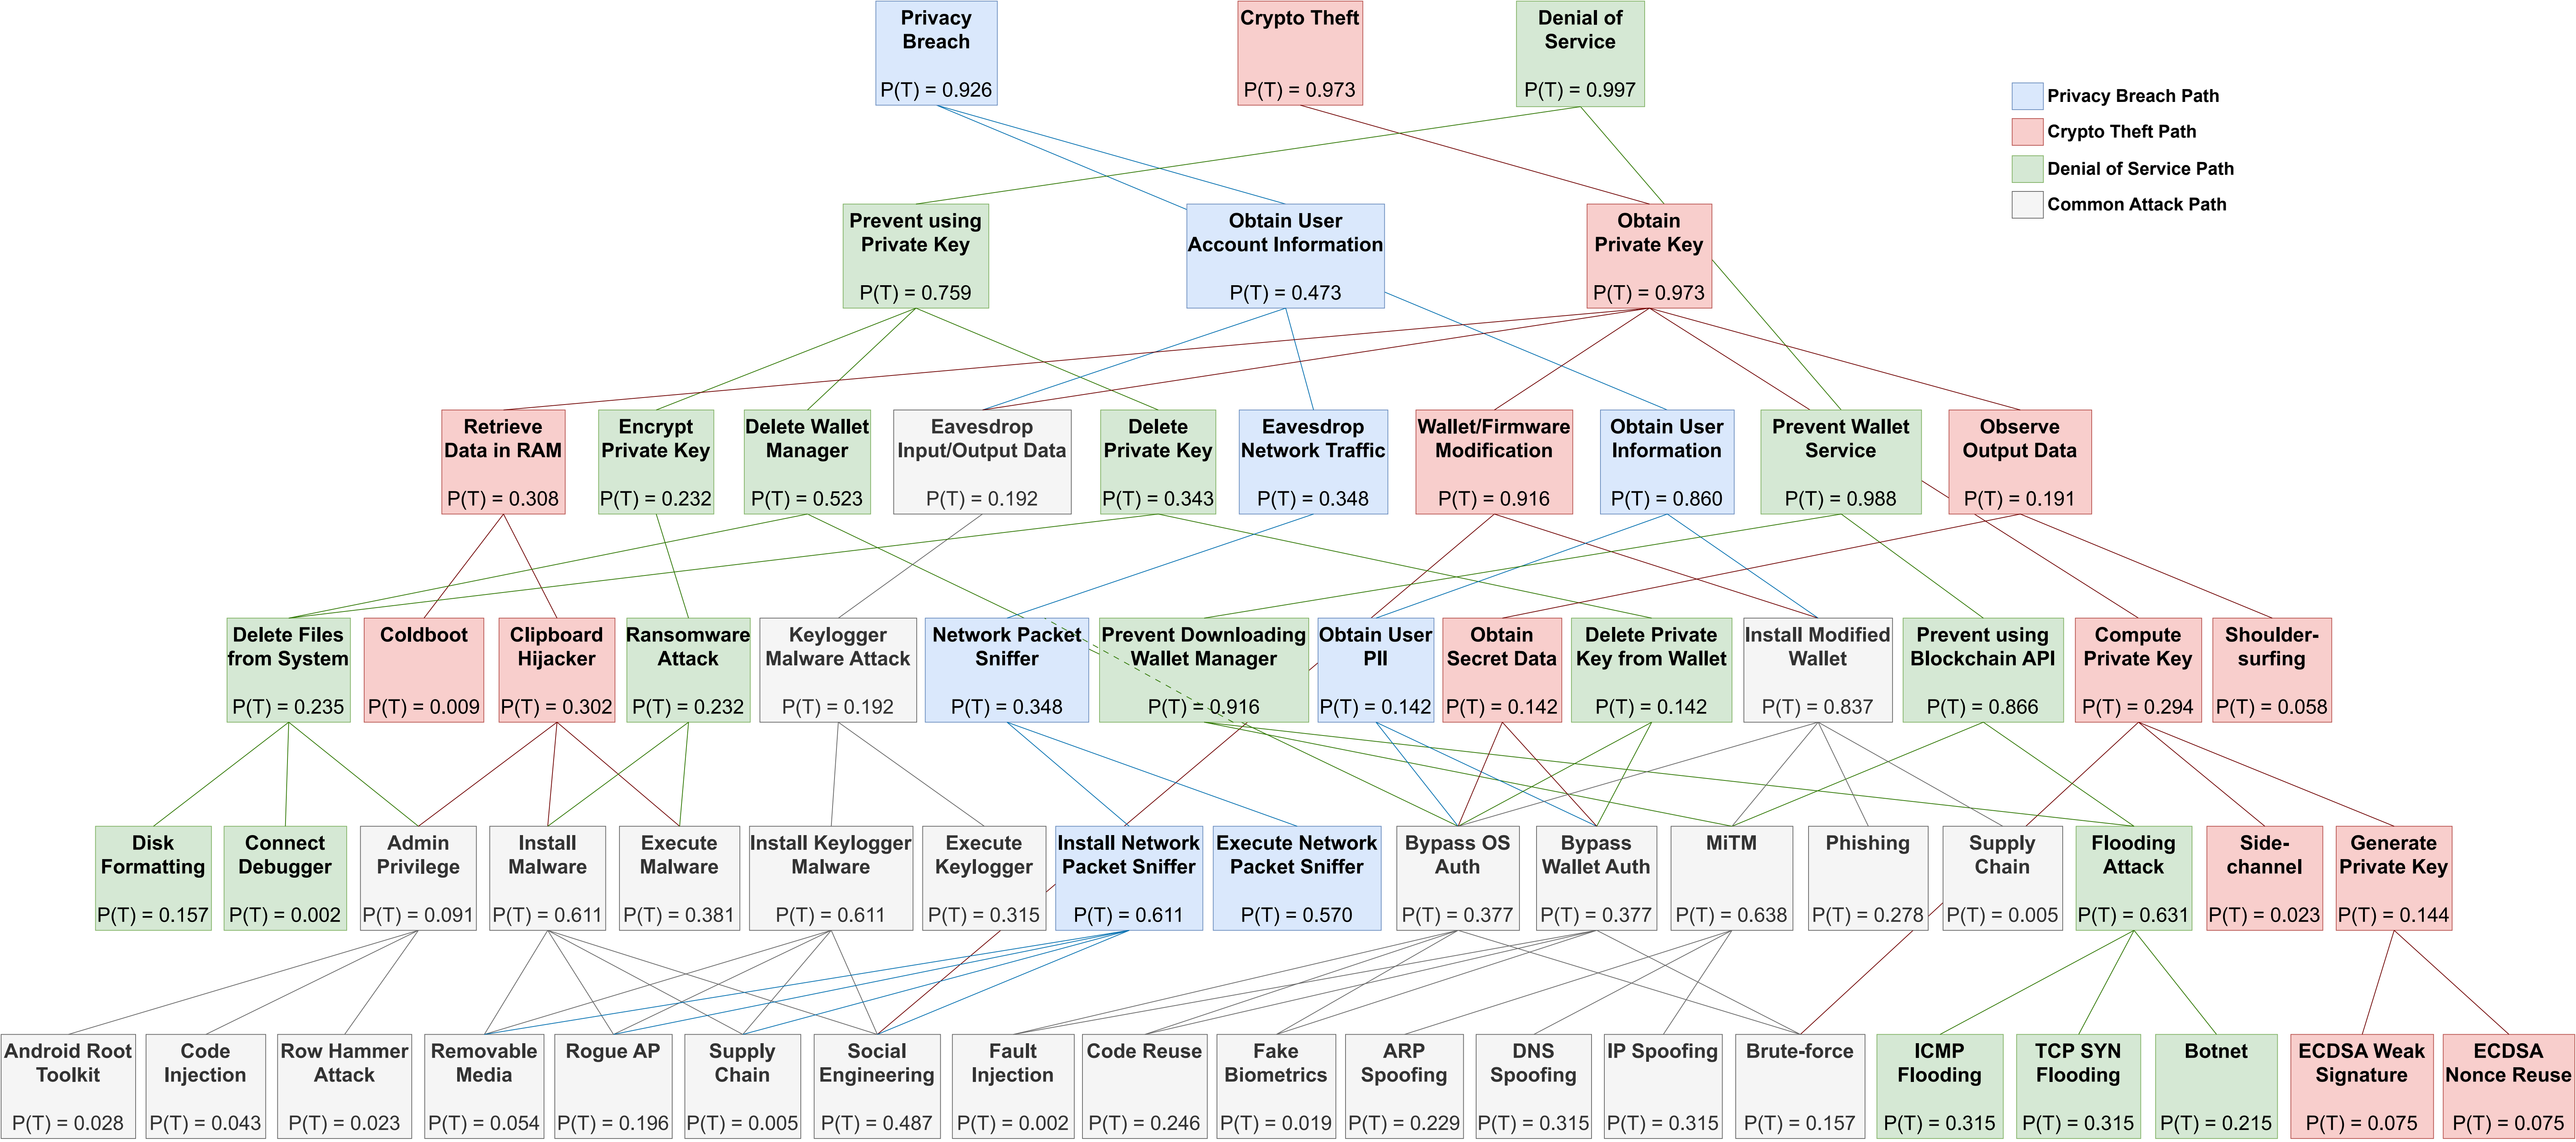 Privacy
Breach
P(T) = 0.926
Crypto Theft
P(T) = 0.973
Denial of
Service
P(T) = 0.997
Privacy Breach Path
Crypto Theft Path
Denial of Service Path
Common Attack Path
Prevent using
Private Key
P(T) = 0.759
Obtain User
Account Information
P(T) = 0.473
Obtain
Private Key
P(T) = 0.973
Retrieve
Data in RAM
P(T) = 0.308
Encrypt
Private Key
P(T) = 0.232
Delete Wallet
Manager
P(T) = 0.523
Eavesdrop
Input/Output Data
P(T) = 0.192
Delete
Private Key
P(T) = 0.343
Eavesdrop
Network Traffic
P(T) = 0.348
Wallet/Firmware
Modification
P(T) = 0.916
Obtain User
Information
P(T) = 0.860
Prevent Wallet
Service
P(T) = 0.988
Observe
Output Data
P(T) = 0.191
Delete Files
from System
P(T) = 0.235
Coldboot
P(T) = 0.009
Clipboard
Hijacker
P(T) = 0.302
Ransomware
Attack
P(T) = 0.232
Keylogger
Malware Attack
P(T) = 0.192
Network Packet
Sniffer
P(T) = 0.348
Prevent Downloading
Wallet Manager
P(T) = 0.916
Obtain User
PII
P(T) = 0.142
Obtain
Secret Data
P(T) = 0.142
Delete Private
Key from Wallet
P(T) = 0.142
Install Modified
Wallet
P(T) = 0.837
Prevent using
Blockchain API
P(T) = 0.866
Compute
Private Key
P(T) = 0.294
Shoulder-
surfing
P(T) = 0.058
Disk
Formatting
P(T) = 0.157
Connect
Debugger
P(T) = 0.002
Admin
Privilege
P(T) = 0.091
Install
Malware
P(T) = 0.611
Execute
Malware
P(T) = 0.381
Install Keylogger
Malware
P(T) = 0.611
Execute
Keylogger
P(T) = 0.315
Install Network
Packet Sniffer
P(T) = 0.611
Execute Network
Packet Sniffer
P(T) = 0.570
Bypass OS
Auth
P(T) = 0.377
Bypass
Wallet Auth
P(T) = 0.377
MiTM
P(T) = 0.638
Phishing
P(T) = 0.278
Supply
Chain
P(T) = 0.005
Flooding
Attack
P(T) = 0.631
Side-
channel
P(T) = 0.023
Generate
Private Key
P(T) = 0.144
Android Root
Toolkit
P(T) = 0.028
Code
Injection
P(T) = 0.043
Row Hammer
Attack
P(T) = 0.023
Removable
Media
P(T) = 0.054
Rogue AP
P(T) = 0.196
Supply
Chain
P(T) = 0.005
Social
Engineering
P(T) = 0.487
Fault
Injection
P(T) = 0.002
Code Reuse
P(T) = 0.246
Fake
Biometrics
P(T) = 0.019
ARP
Spoofing
P(T) = 0.229
DNS
Spoofing
P(T) = 0.315
IP Spoofing
P(T) = 0.315
Brute-force
P(T) = 0.157
ICMP
Flooding
P(T) = 0.315
TCP SYN
Flooding
P(T) = 0.315
Botnet
P(T) = 0.215
ECDSA Weak
Signature
P(T) = 0.075
ECDSA
Nonce Reuse
P(T) = 0.075